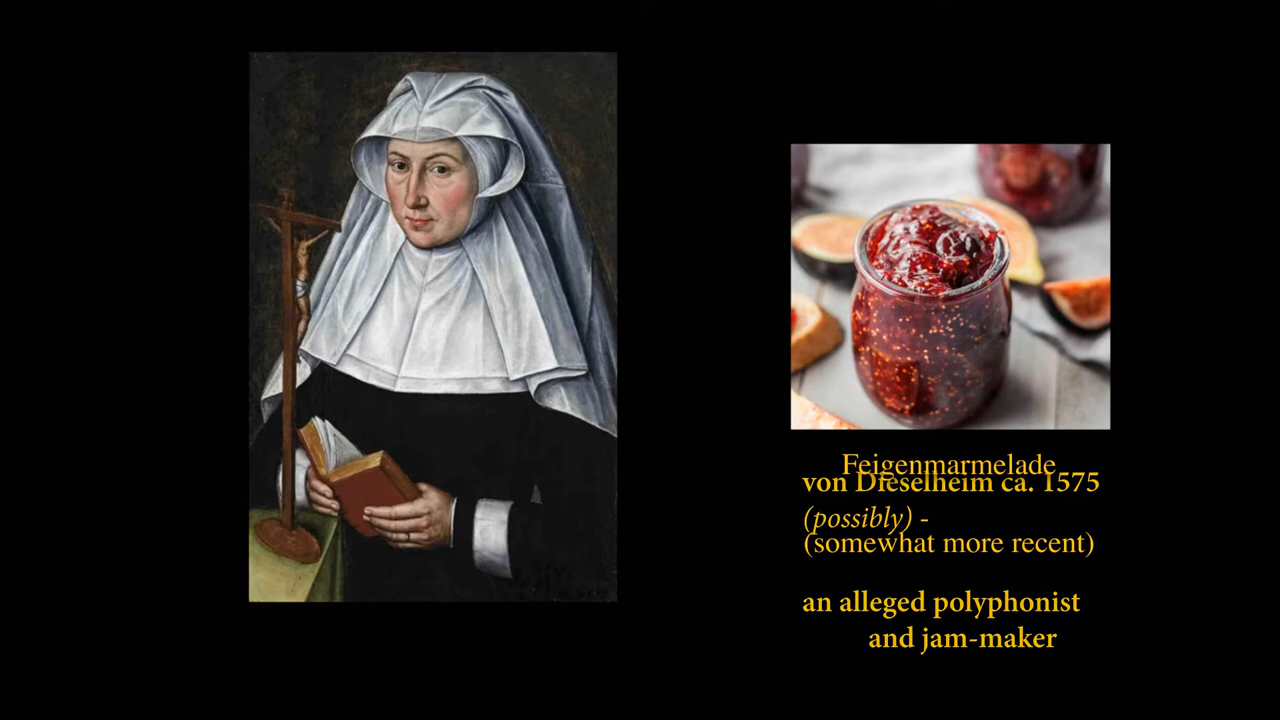 Feigenmarmelade
von Dieselheim ca. 1575
(possibly) -
(somewhat more recent)
an alleged polyphonist
and jam-maker